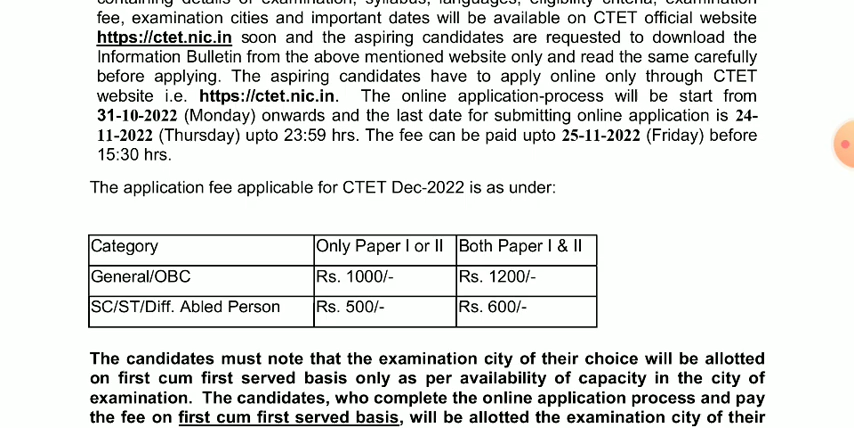 containing details of examination, syllabus, languages, eligibility criteria, examination
fee, examination cities and important dates will be available on CTET official website
https://ctet.nic.in soon and the aspiring candidates are requested to download the
Information Bulletin from the above mentioned website only and read the same carefully
before applying. The aspiring candidates have to apply online only through CTET
website i.e. https://ctet.nic.in. The online application-process will be start from
31-10-2022 (Monday) onwards and the last date for submitting online application is 24-
11-2022 (Thursday) upto 23:59 hrs. The fee can be paid upto 25-11-2022 (Friday) before
15:30 hrs.
The application fee applicable for CTET Dec-2022 is as under:
Category Only Paper I or II Both Paper I & II
General/OBC Rs. 1000/- Rs. 1200/-
SC/ST/Diff. Abled Person Rs. 500/- Rs. 600/-
The candidates must note that the examination city of their choice will be allotted
on first cum first served basis only as per availability of capacity in the city of
examination. The candidates, who complete the online application process and pay
the fee on first cum first served basis, will be allotted the examination city of their